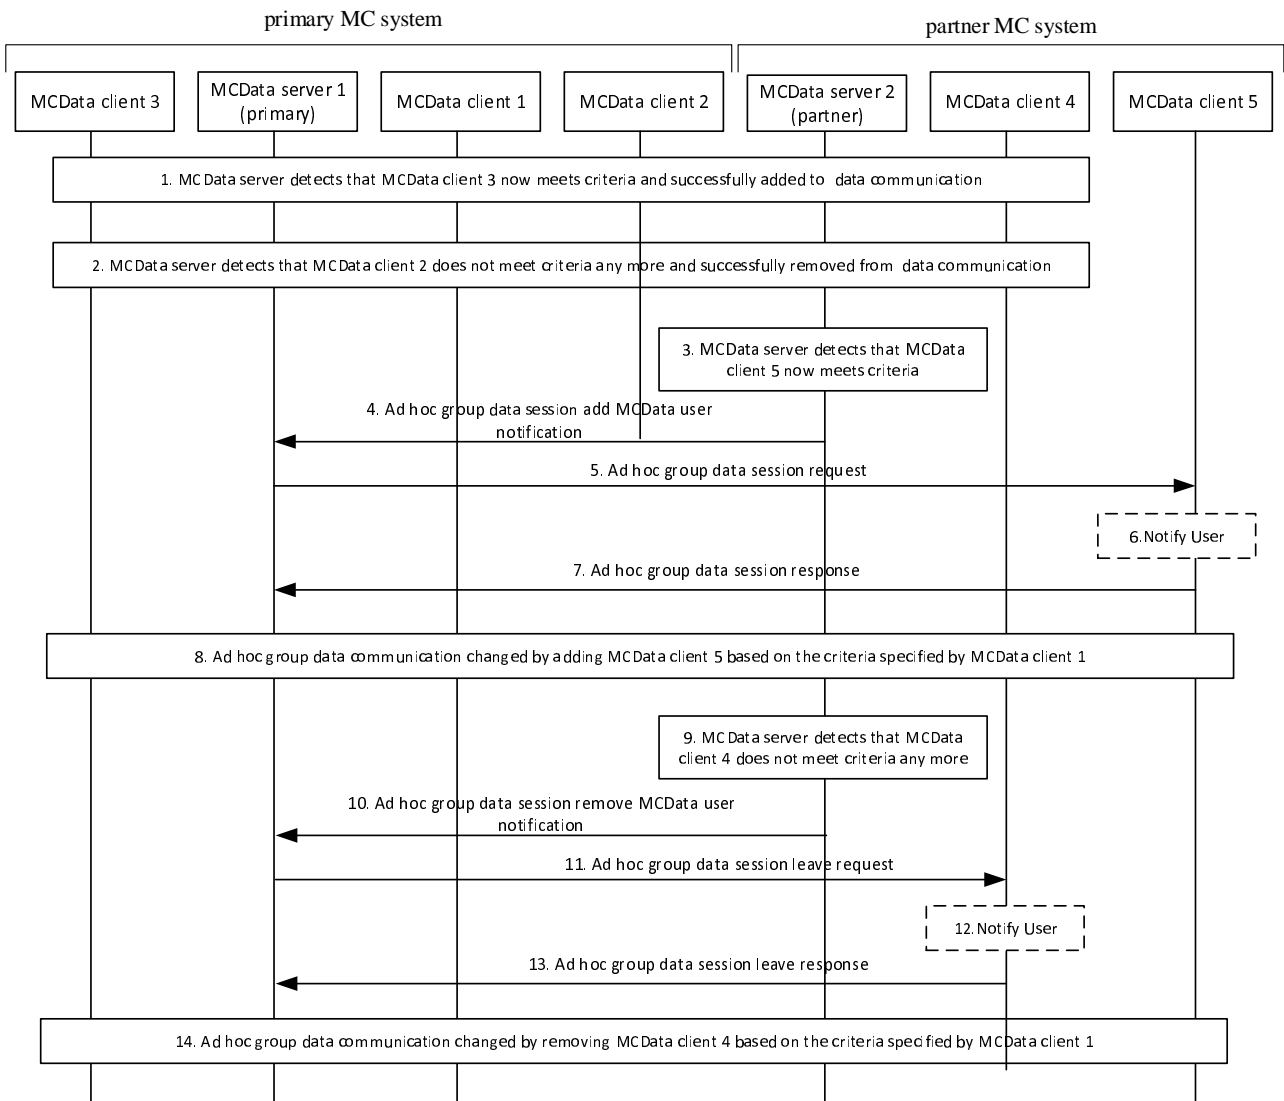 primary MC system
partner MC system
MCData client 3
MCData server 1
(primary)
MCData client 1
MCData client 2
MCData server 2
(partner)
MCData client 4
MCData client 5
1. MCData server detects that MCData client 3 now meets criteria and successfully added to data communication
2. MCData server detects that MCData client 2 does not meet criteria any more and successfully removed from data communication
3. MCData server detects that MCData
client 5 now meets criteria
4. Ad hoc group data session add MCData user
notification
5. Ad hoc group data session request
6.Notify User
7. Ad hoc group data session response
8. Ad hoc group data communication changed by adding MCData client 5 based on the criteria specified by MCData client 1
9. MCData server detects that MCData
client 4 does not meet criteria any more
10. Ad hoc group data session remove MCData user
notification
11. Ad hoc group data session leave request
12.Notify User
13. Ad hoc group data session leave response
14. Ad hoc group data communication changed by removing MCData client 4 based on the criteria specified by MCData client 1